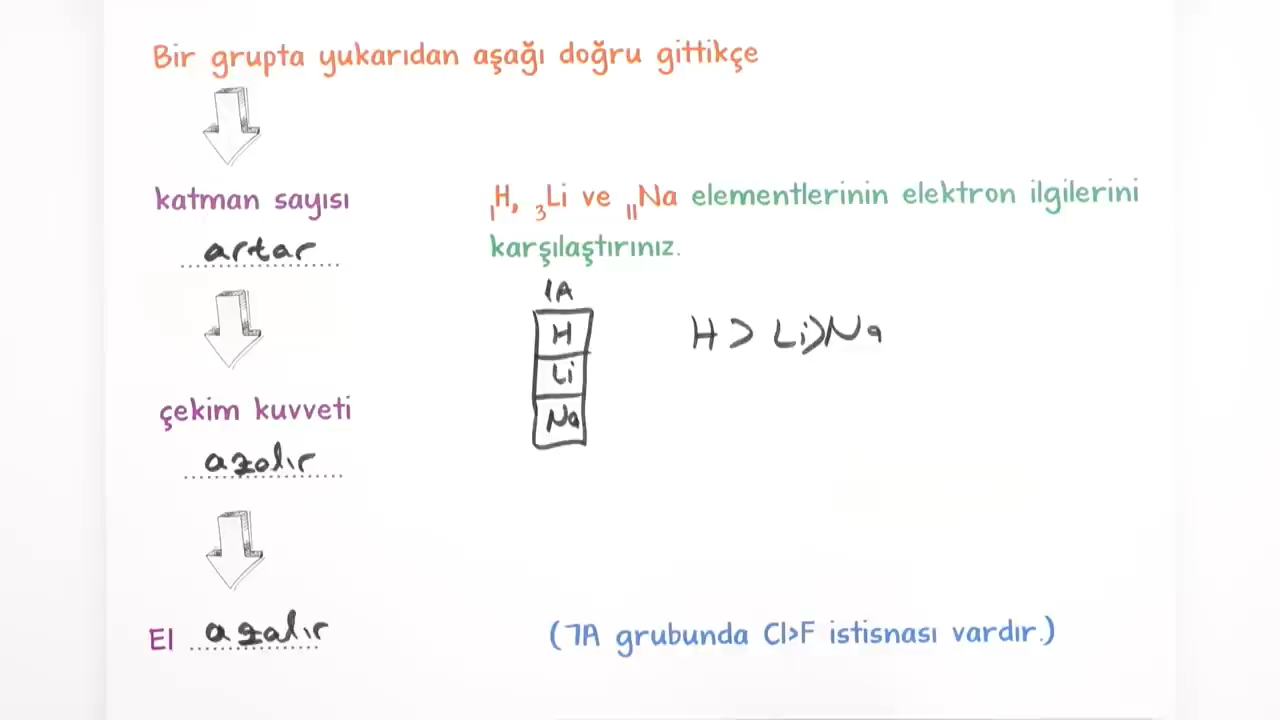 Bir grupta yukarıdan aşağı doğru gittikçe
katman sayısı
artar
çekim kuvveti
azalır
El azalır
₁H, ₃Li ve ₁₁Na elementlerinin elektron ilgilerini
karşılaştırınız.
1A
H
Li
Na
H > Li>Na
(7A grubunda Cl>F istisnası vardır.)